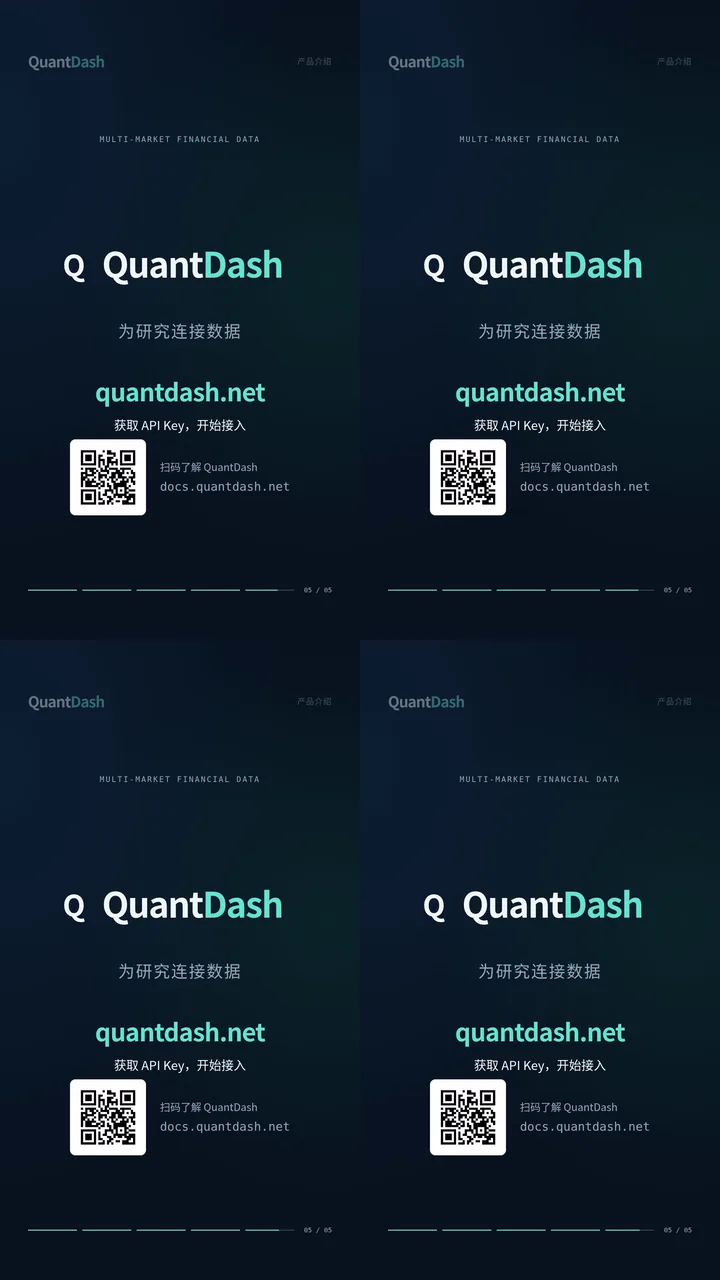 QuantDash
产品介绍
MULTI-MARKET FINANCIAL DATA
Q QuantDash
为研究连接数据
quantdash.net
获取 API Key，开始接入
扫码了解 QuantDash
docs.quantdash.net
05 / 05
QuantDash
产品介绍
MULTI-MARKET FINANCIAL DATA
Q QuantDash
为研究连接数据
quantdash.net
获取 API Key，开始接入
扫码了解 QuantDash
docs.quantdash.net
05 / 05
QuantDash
产品介绍
MULTI-MARKET FINANCIAL DATA
Q QuantDash
为研究连接数据
quantdash.net
获取 API Key，开始接入
扫码了解 QuantDash
docs.quantdash.net
05 / 05
QuantDash
产品介绍
MULTI-MARKET FINANCIAL DATA
Q QuantDash
为研究连接数据
quantdash.net
获取 API Key，开始接入
扫码了解 QuantDash
docs.quantdash.net
05 / 05